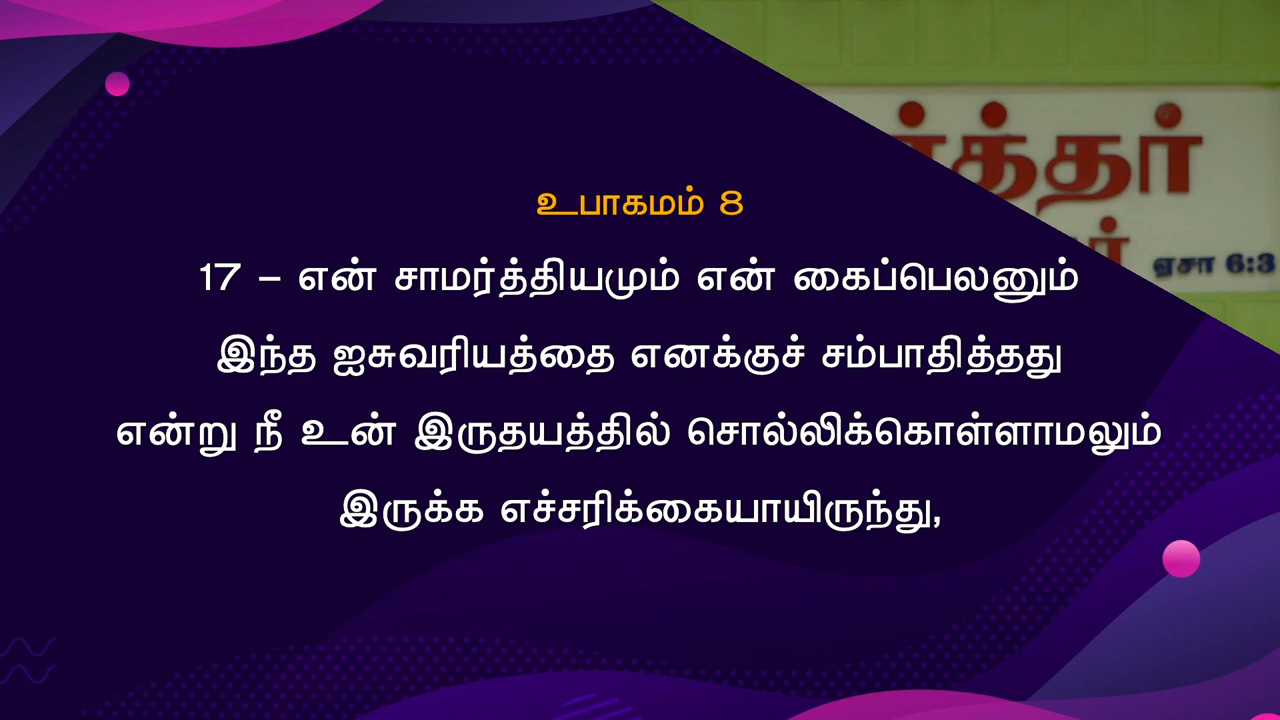 உபாகமம் 8
17 – என் சாமர்த்தியமும் என் கைப்பெலனும்
இந்த ஐசுவரியத்தை எனக்குச் சம்பாதித்தது
என்று நீ உன் இருதயத்தில் சொல்லிக்கொள்ளாமலும்
இருக்க எச்சரிக்கையாயிருந்து,
ஏசா 6:3